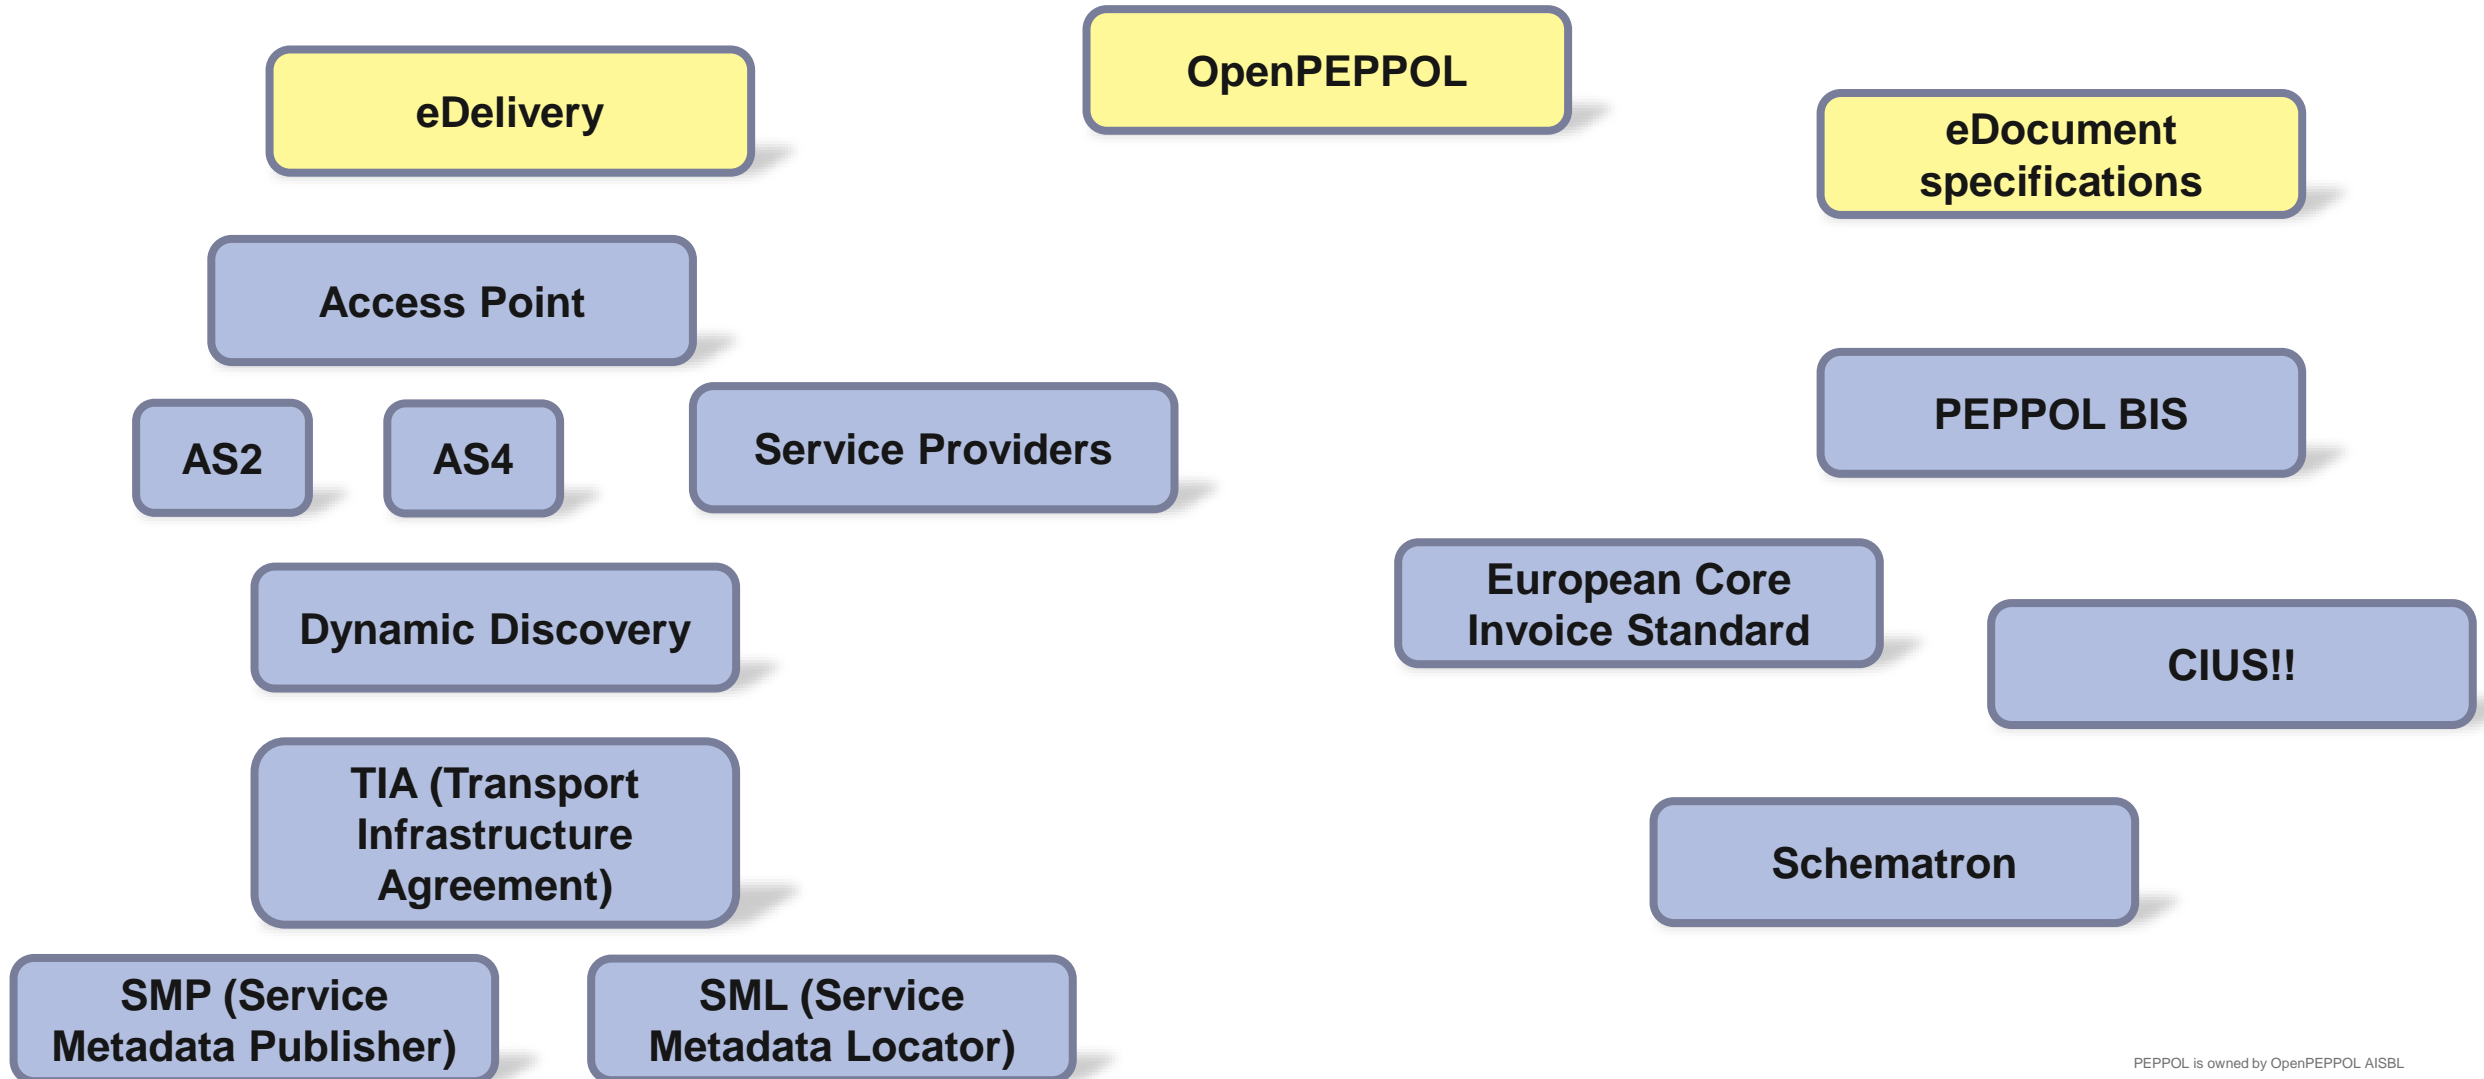 OpenPEPPOL
eDelivery
eDocument
specifications
Access Point
PEPPOL BIS
AS2
AS4
Service Providers
European Core
Invoice Standard
Dynamic Discovery
CIUS!!
TIA (Transport
Infrastructure
Agreement)
Schematron
SMP (Service
Metadata Publisher)
SML (Service
Metadata Locator)
PEPPOL is owned by OpenPEPPOL AISBL